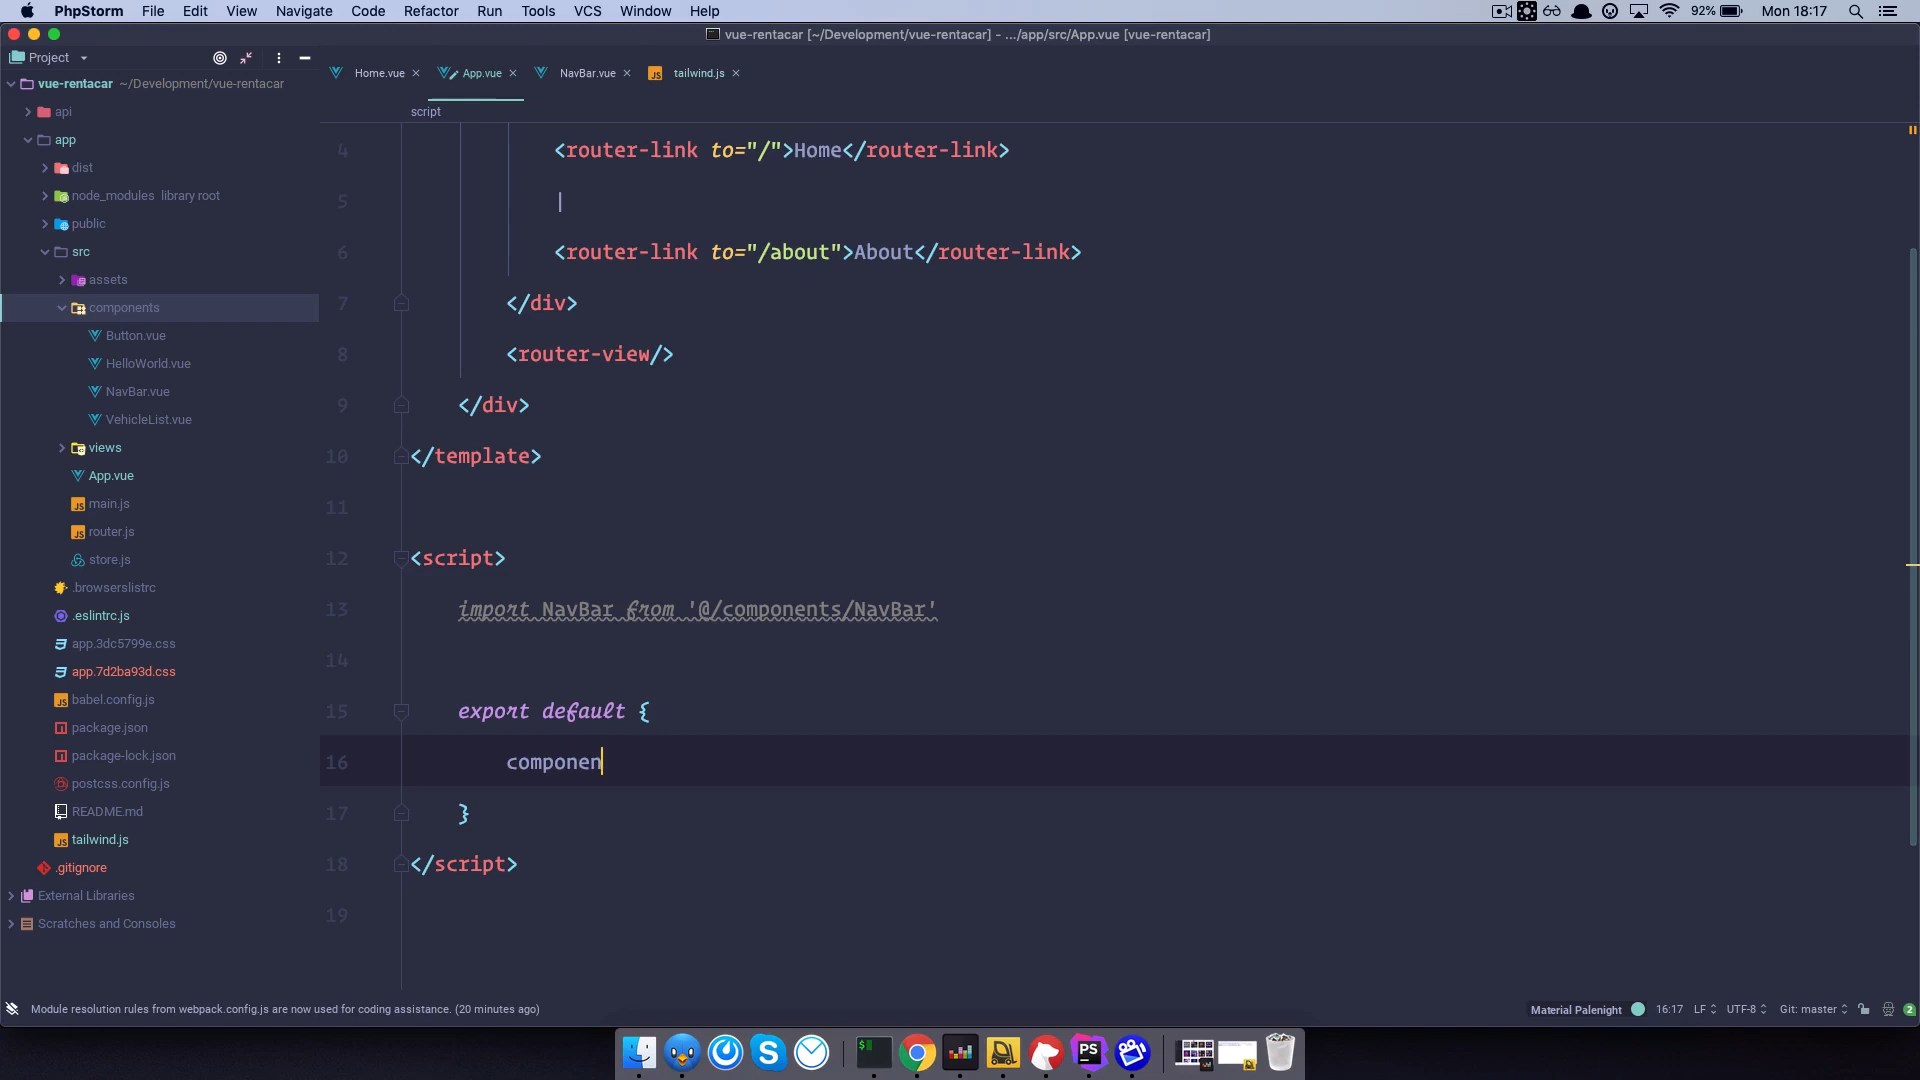 PhpStorm File Edit View Navigate Code Refactor Run Tools VCS Window Help 92% Mon 18:17
vue-rentacar [~/Development/vue-rentacar] - .../app/src/App.vue [vue-rentacar]
Project
Home.vue App.vue NavBar.vue JS tailwind.js
vue-rentacar ~/Development/vue-rentacar
script
api
app
dist
node_modules library root
public
src
assets
components
Button.vue
HelloWorld.vue
NavBar.vue
VehicleList.vue
views
App.vue
JS main.js
JS router.js
store.js
.browserslistrc
.eslintrc.js
app.3dc5799e.css
app.7d2ba93d.css
JS babel.config.js
package.json
package-lock.json
postcss.config.js
README.md
JS tailwind.js
.gitignore
External Libraries
Scratches and Consoles
4 <router-link to="/">Home</router-link>
5 |
6 <router-link to="/about">About</router-link>
7 </div>
8 <router-view/>
9 </div>
10 </template>
11
12 <script>
13 import NavBar from '@/components/NavBar'
14
15 export default {
16 componen
17 }
18 </script>
19
Module resolution rules from webpack.config.js are now used for coding assistance. (20 minutes ago)
Material Palenight 16:17 LF UTF-8 Git: master 2
$ S PS